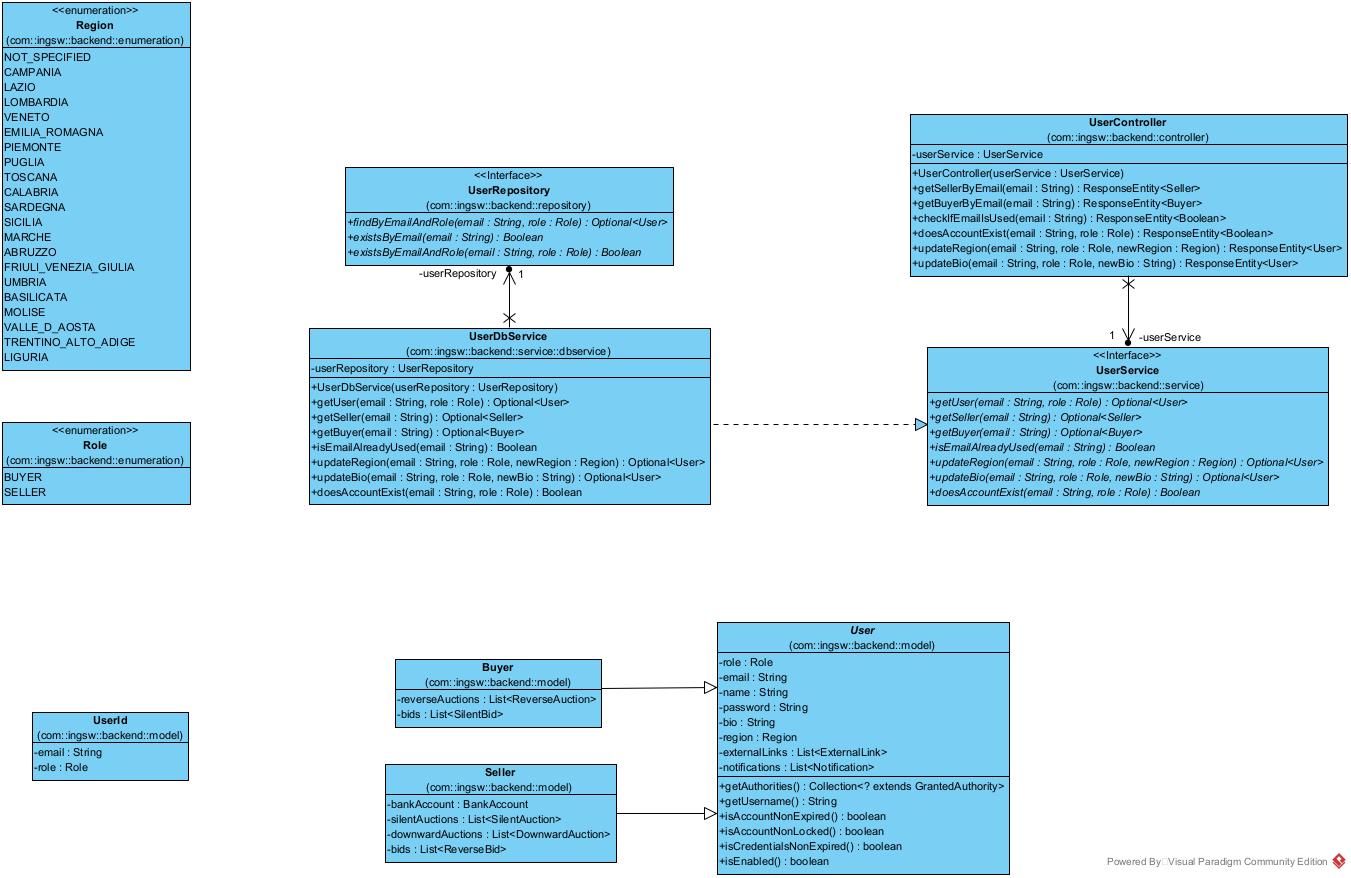 <<enumeration>>
Region
(com::ingsw::backend::enumeration)
NOT_SPECIFIED
CAMPANIA
LAZIO
LOMBARDIA
VENETO
EMILIA_ROMAGNA
PIEMONTE
PUGLIA
TOSCANA
CALABRIA
SARDEGNA
SICILIA
MARCHE
ABRUZZO
FRIULI_VENEZIA_GIULIA
UMBRIA
BASILICATA
MOLISE
VALLE_D_AOSTA
TRENTINO_ALTO_ADIGE
LIGURIA
<<enumeration>>
Role
(com::ingsw::backend::enumeration)
BUYER
SELLER
<<Interface>>
UserRepository
(com::ingsw::backend::repository)
+findByEmailAndRole(email : String, role : Role) : Optional<User>
+existsByEmail(email : String) : Boolean
+existsByEmailAndRole(email : String, role : Role) : Boolean
-userRepository
1
UserDbService
(com::ingsw::backend::service::dbservice)
-userRepository : UserRepository
+UserDbService(userRepository : UserRepository)
+getUser(email : String, role : Role) : Optional<User>
+getSeller(email : String) : Optional<Seller>
+getBuyer(email : String) : Optional<Buyer>
+isEmailAlreadyUsed(email : String) : Boolean
+updateRegion(email : String, role : Role, newRegion : Region) : Optional<User>
+updateBio(email : String, role : Role, newBio : String) : Optional<User>
+doesAccountExist(email : String, role : Role) : Boolean
UserController
(com::ingsw::backend::controller)
-userService : UserService
+UserController(userService : UserService)
+getSellerByEmail(email : String) : ResponseEntity<Seller>
+getBuyerByEmail(email : String) : ResponseEntity<Buyer>
+checkIfEmailIsUsed(email : String) : ResponseEntity<Boolean>
+doesAccountExist(email : String, role : Role) : ResponseEntity<Boolean>
+updateRegion(email : String, role : Role, newRegion : Region) : ResponseEntity<User>
+updateBio(email : String, role : Role, newBio : String) : ResponseEntity<User>
1
-userService
<<Interface>>
UserService
(com::ingsw::backend::service)
+getUser(email : String, role : Role) : Optional<User>
+getSeller(email : String) : Optional<Seller>
+getBuyer(email : String) : Optional<Buyer>
+isEmailAlreadyUsed(email : String) : Boolean
+updateRegion(email : String, role : Role, newRegion : Region) : Optional<User>
+updateBio(email : String, role : Role, newBio : String) : Optional<User>
+doesAccountExist(email : String, role : Role) : Boolean
UserId
(com::ingsw::backend::model)
-email : String
-role : Role
Buyer
(com::ingsw::backend::model)
-reverseAuctions : List<ReverseAuction>
-bids : List<SilentBid>
Seller
(com::ingsw::backend::model)
-bankAccount : BankAccount
-silentAuctions : List<SilentAuction>
-downwardAuctions : List<DownwardAuction>
-bids : List<ReverseBid>
User
(com::ingsw::backend::model)
-role : Role
-email : String
-name : String
-password : String
-bio : String
-region : Region
-externalLinks : List<ExternalLink>
-notifications : List<Notification>
+getAuthorities() : Collection<? extends GrantedAuthority>
+getUsername() : String
+isAccountNonExpired() : boolean
+isAccountNonLocked() : boolean
+isCredentialsNonExpired() : boolean
+isEnabled() : boolean
Powered By Visual Paradigm Community Edition